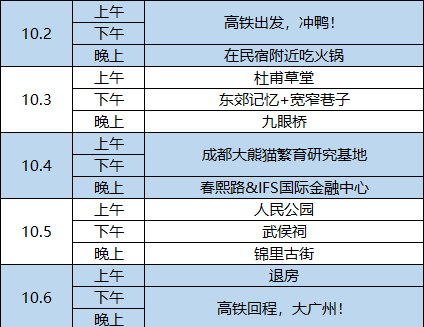 10.2
上午
下午
高铁出发，冲鸭！
晚上
在民宿附近吃火锅
10.3
上午
杜甫草堂
下午
东郊记忆+宽窄巷子
晚上
九眼桥
10.4
上午
下午
成都大熊猫繁育研究基地
晚上
春熙路&IFS国际金融中心
10.5
上午
人民公园
下午
武侯祠
晚上
锦里古街
10.6
上午
退房
下午
晚上
高铁回程，大广州！